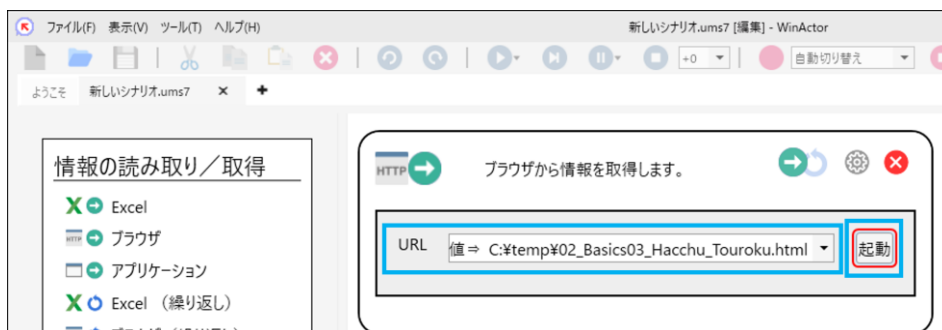 ファイル(F) 表示(V) ツール(T) ヘルプ(H) 新しいシナリオ.ums7 [編集] - WinActor
+0 自動切り替え
ようこそ 新しいシナリオ.ums7
情報の読み取り／取得
HTTP ブラウザから情報を取得します。
Excel
HTTP ブラウザ
URL 値⇒ C:¥temp¥02_Basics03_Hacchu_Touroku.html 起動
アプリケーション
Excel （繰り返し）